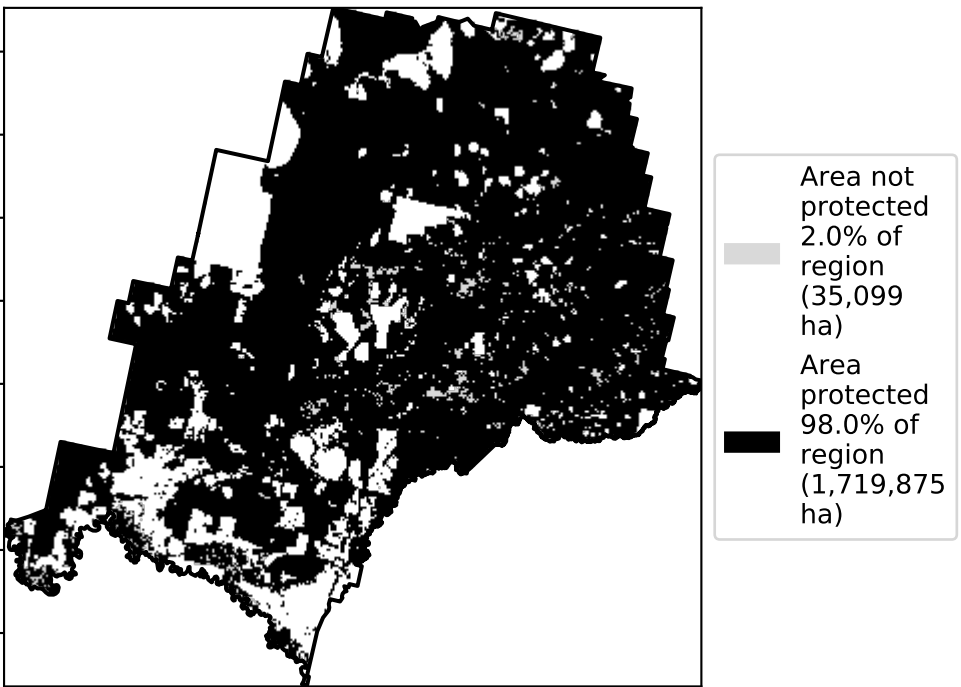 Area not
protected
2.0% of
region
(35,099
ha)
Area
protected
98.0% of
region
(1,719,875
ha)